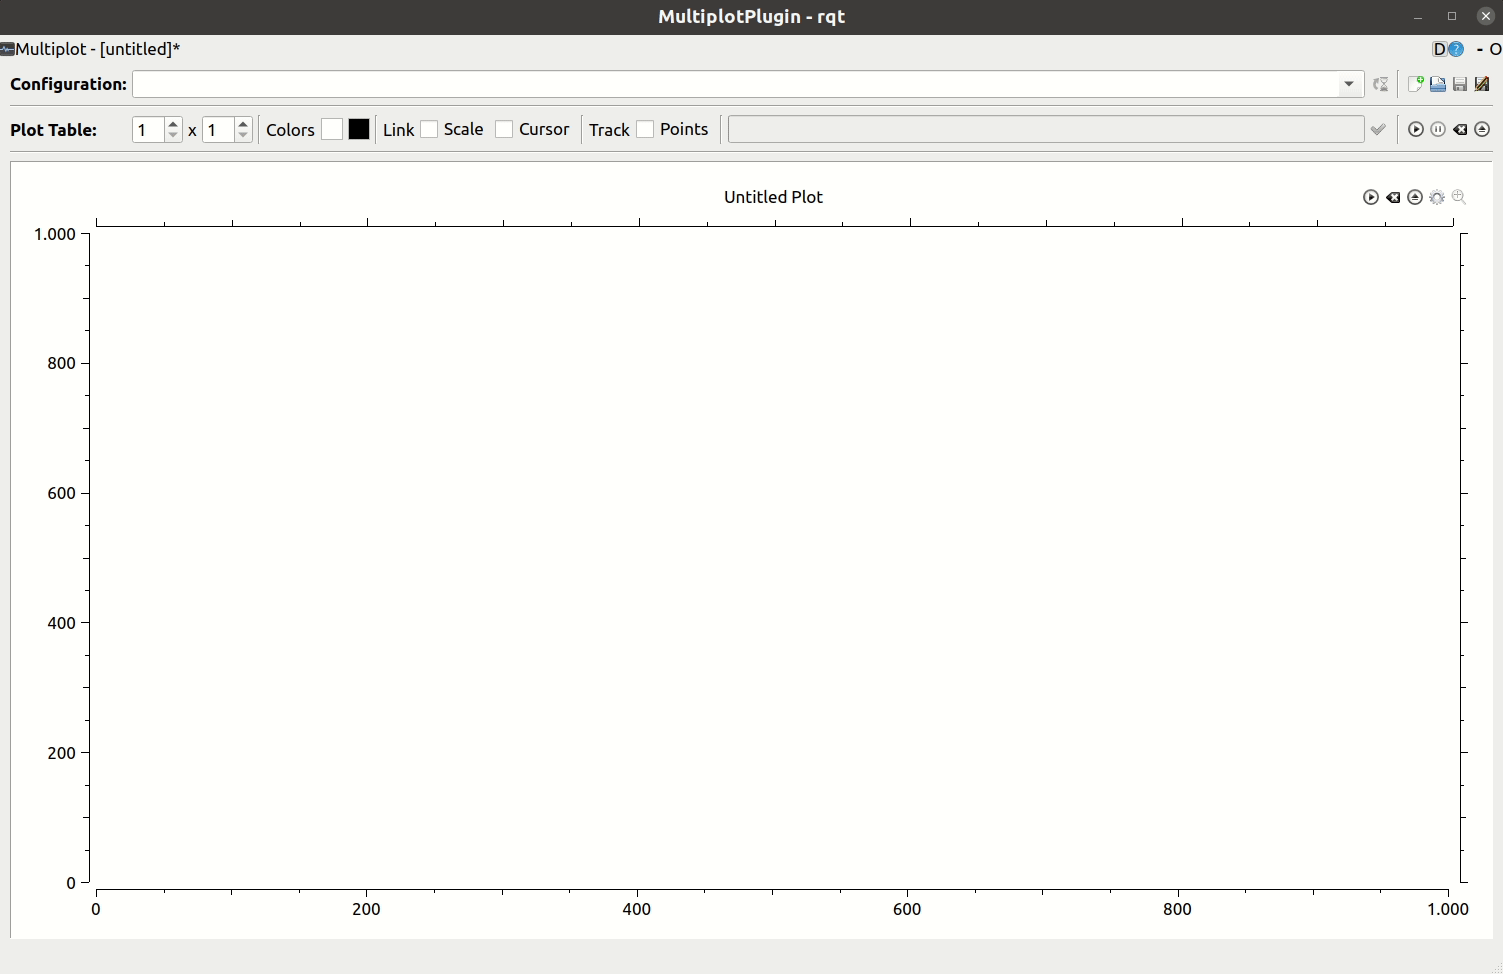 MultiplotPlugin - rqt
Multiplot - [untitled]*
D ? - O
Configuration:
Plot Table: 1 x 1 Colors Link Scale Cursor Track Points
Untitled Plot
1.000
800
600
400
200
0
0 200 400 600 800 1.000